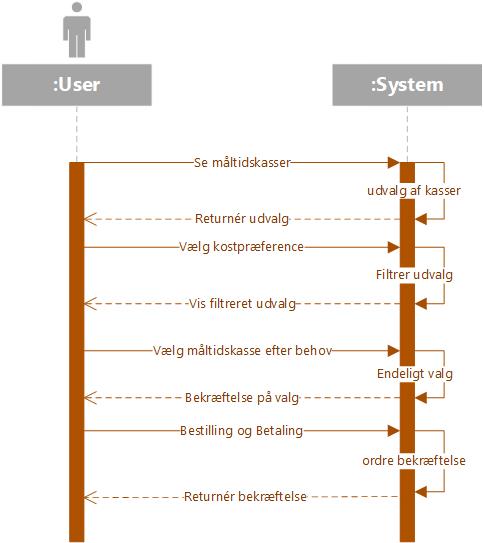 :User
:System
Se måltidskasser
udvalg af kasser
Returnér udvalg
Vælg kostpræference
Filtrer udvalg
Vis filtreret udvalg
Vælg måltidskasse efter behov
Endeligt valg
Bekræftelse på valg
Bestilling og Betaling
ordre bekræftelse
Returnér bekræftelse